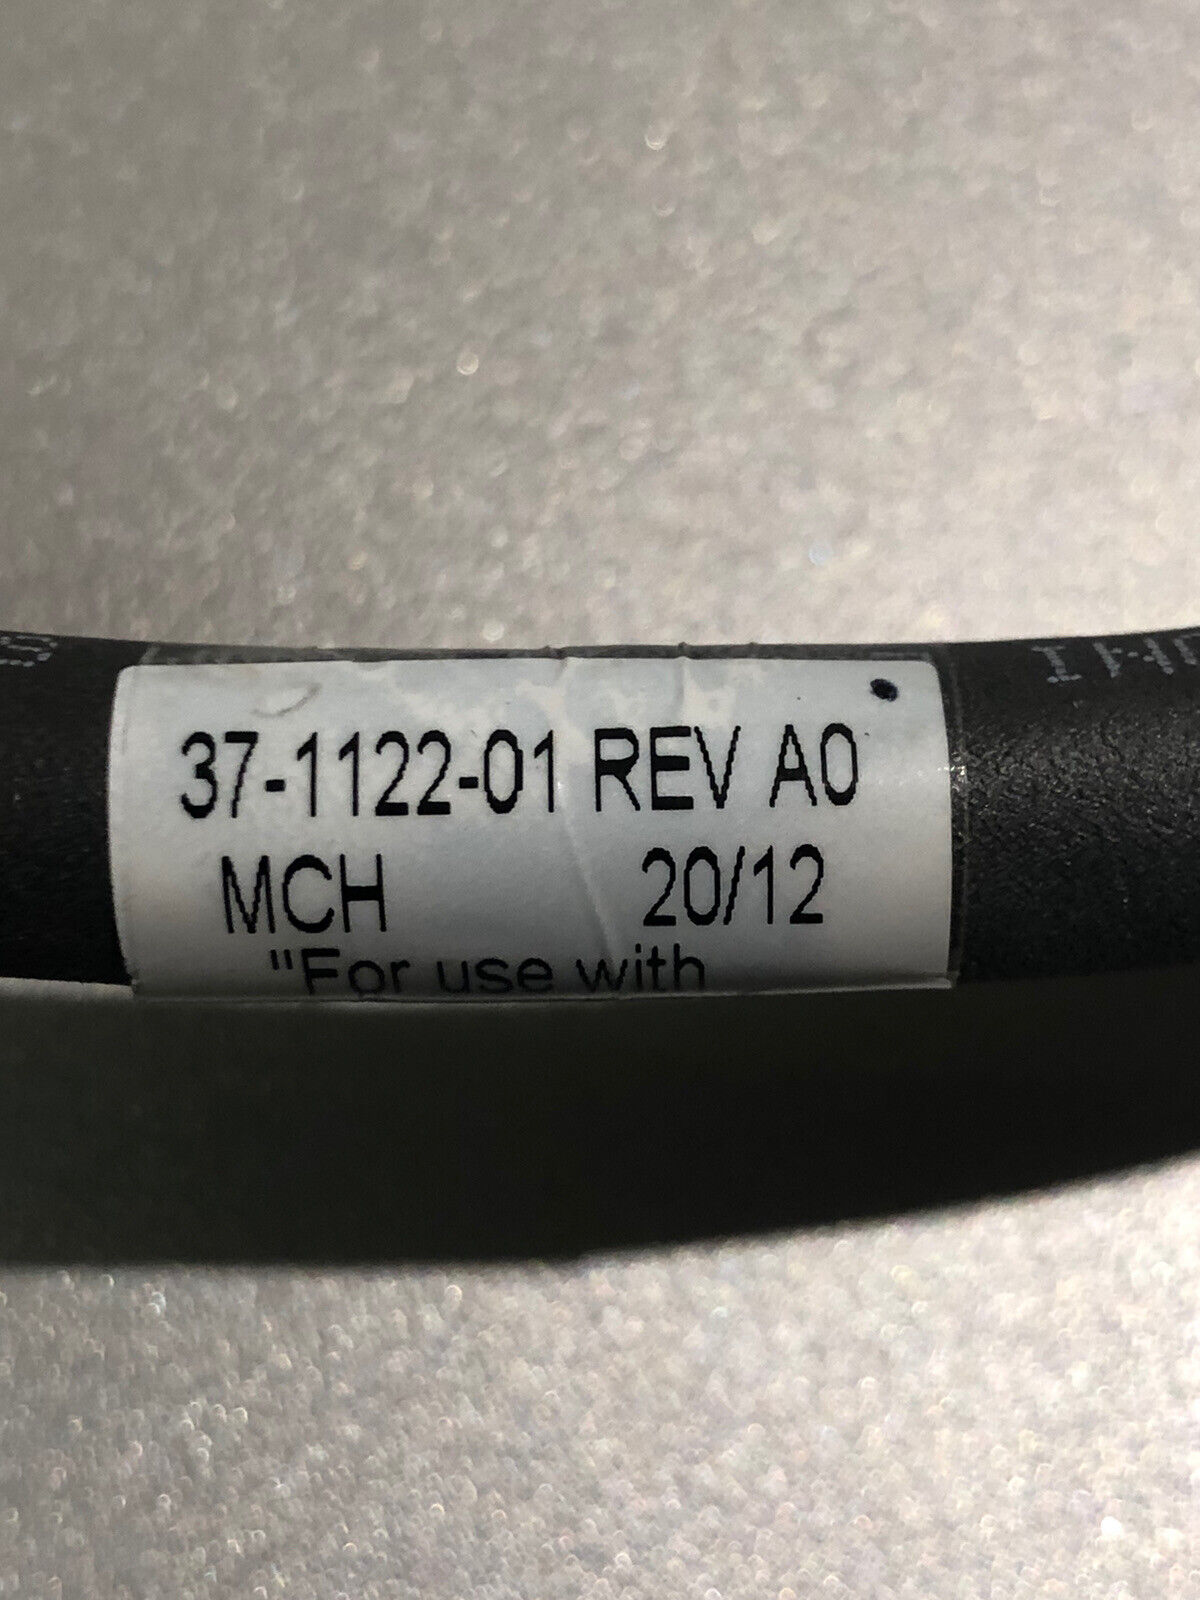 37-1122-01 REV A0
MCH 20/12
"For use with